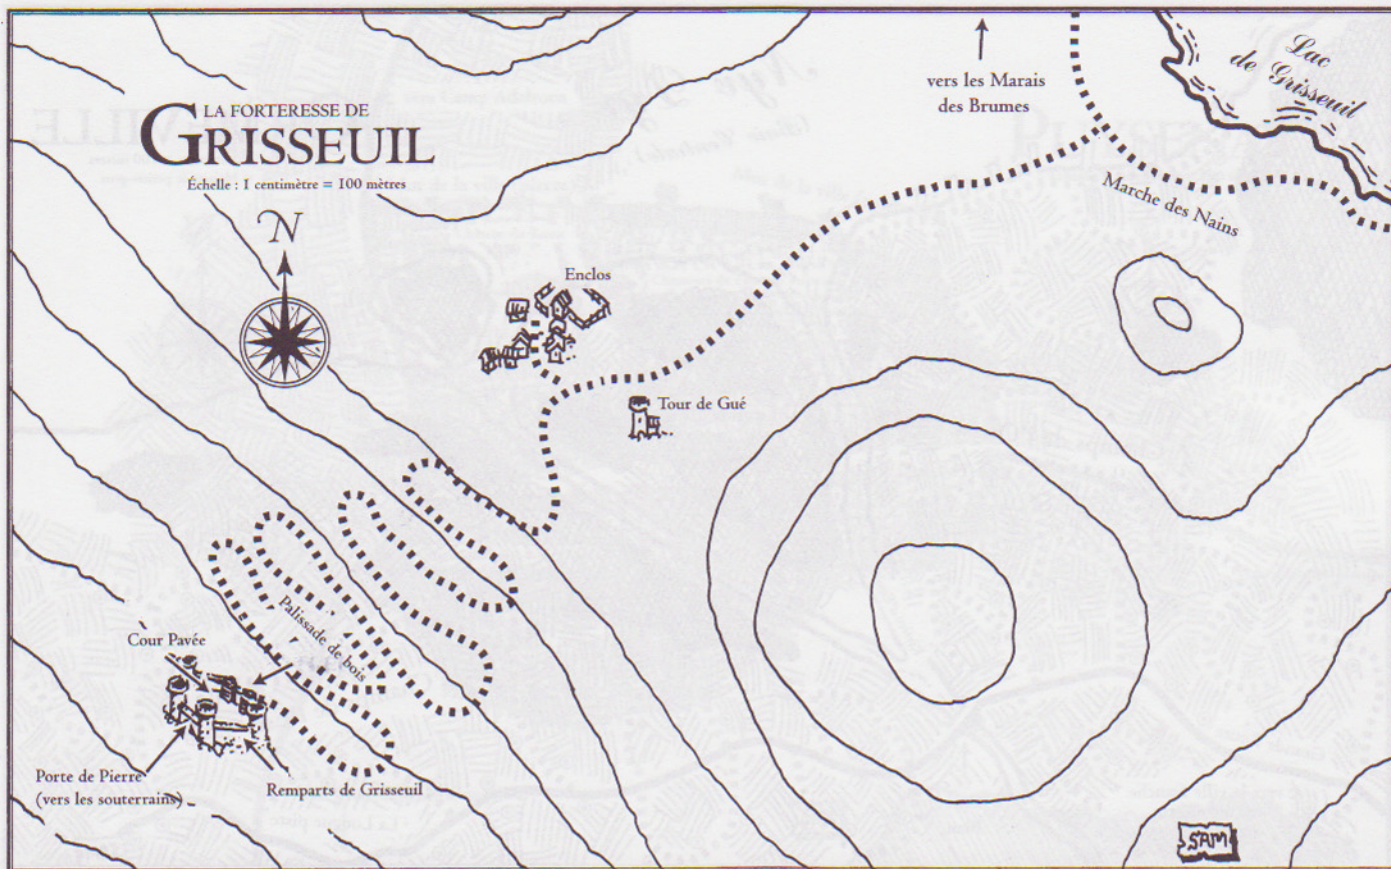 LA FORTERESSE DE
GRISSEUIL
Échelle : 1 centimètre = 100 mètres
N
vers les Marais
des Brumes
Lac
de Grisseuil
Marche des Nains
Enclos
Tour de Gué
Palissade de bois
Cour Pavée
Porte de Pierre
(vers les souterrains)
Remparts de Grisseuil
SAM